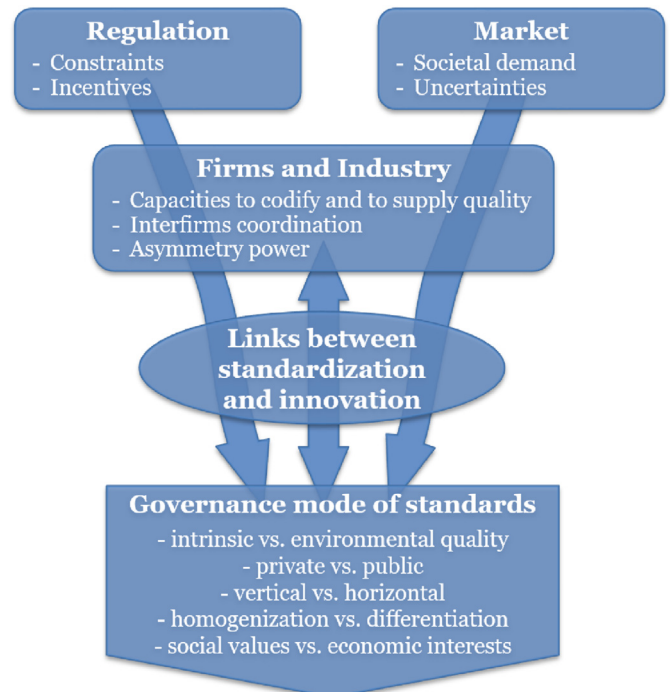 Regulation
- Constraints
- Incentives
Market
- Societal demand
- Uncertainties
Firms and Industry
- Capacities to codify and to supply quality
- Interfirms coordination
- Asymmetry power
Links between
standardization
and innovation
Governance mode of standards
- intrinsic vs. environmental quality
- private vs. public
- vertical vs. horizontal
- homogenization vs. differentiation
- social values vs. economic interests